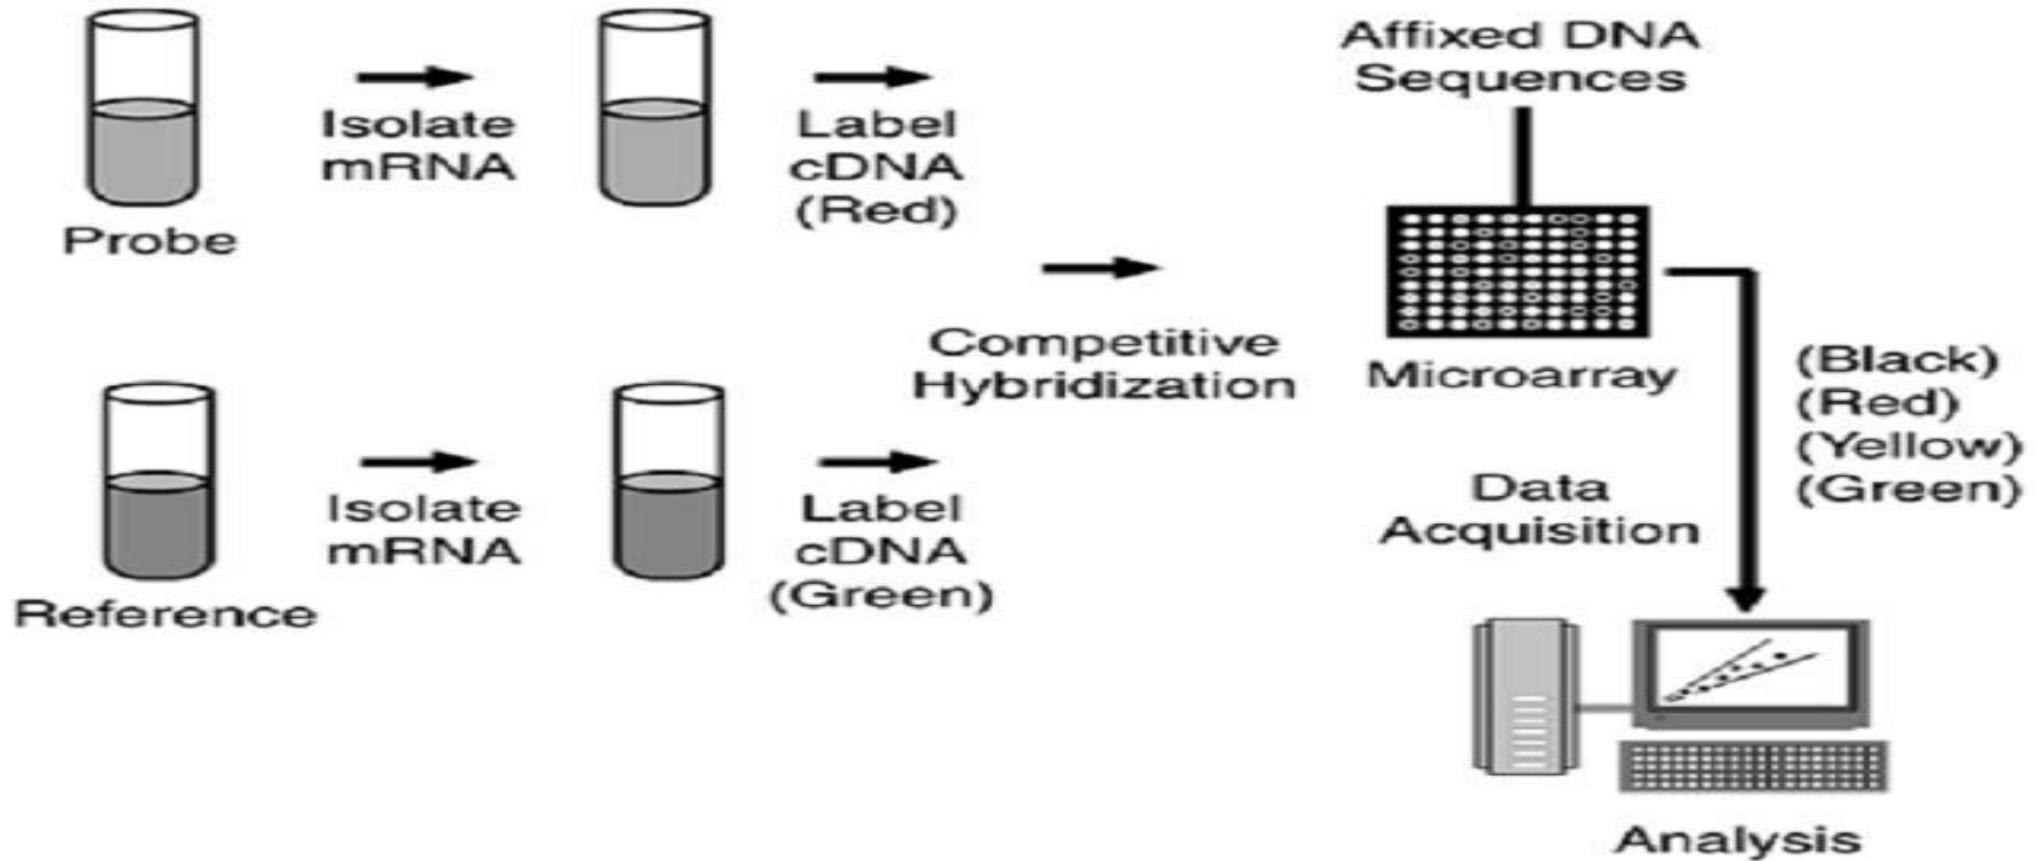 Probe
Isolate
mRNA
Label
cDNA
(Red)
Reference
Isolate
mRNA
Label
cDNA
(Green)
Competitive
Hybridization
Affixed DNA
Sequences
Microarray
(Black)
(Red)
(Yellow)
(Green)
Data
Acquisition
Analysis